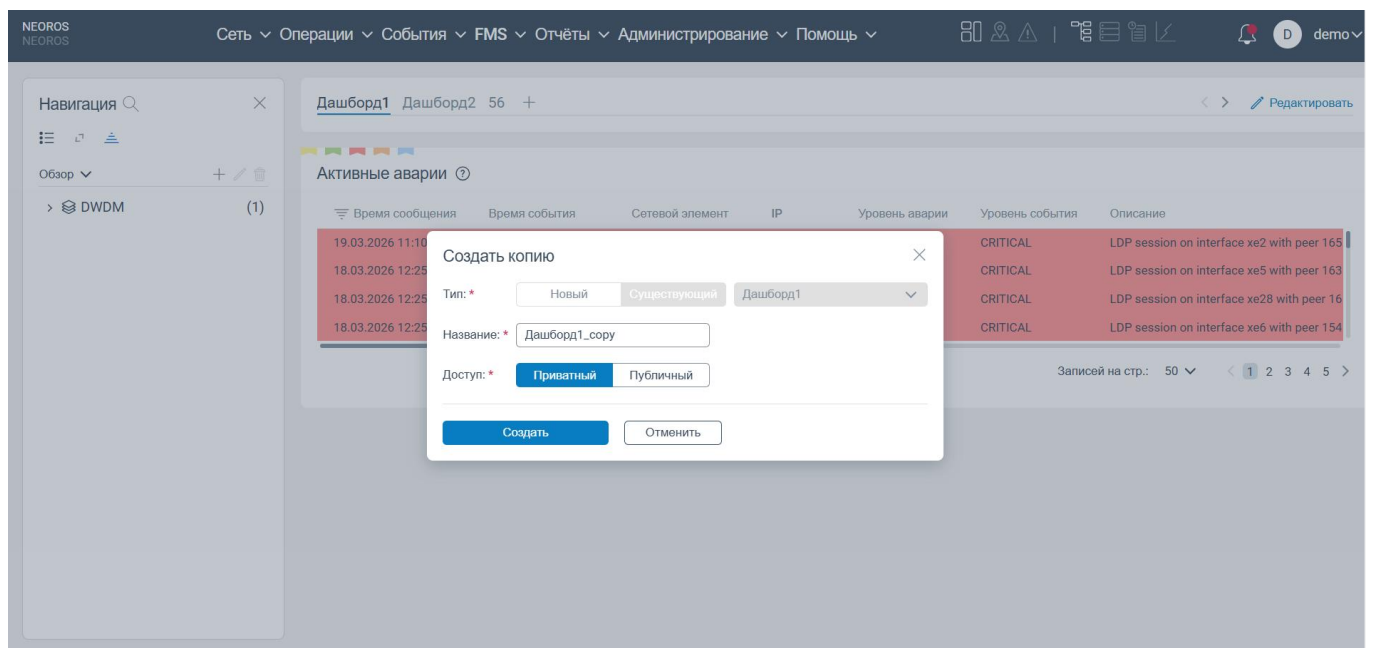 NEOROS
NEOROS
Сеть Операции События FMS Отчёты Администрирование Помощь
D demo
Навигация
Дашборд1 Дашборд2 56 +
Редактировать
Обзор
DWDM (1)
Активные аварии ?
Время сообщения Время события Сетевой элемент IP Уровень аварии Уровень события Описание
19.03.2026 11:10 CRITICAL LDP session on interface xe2 with peer 165
18.03.2026 12:25 CRITICAL LDP session on interface xe5 with peer 163
18.03.2026 12:25 CRITICAL LDP session on interface xe28 with peer 16
18.03.2026 12:25 CRITICAL LDP session on interface xe6 with peer 154
Записей на стр.: 50 < 1 2 3 4 5 >
Создать копию
Тип: * Новый Существующий Дашборд1
Название: * Дашборд1_copy
Доступ: * Приватный Публичный
Создать Отменить